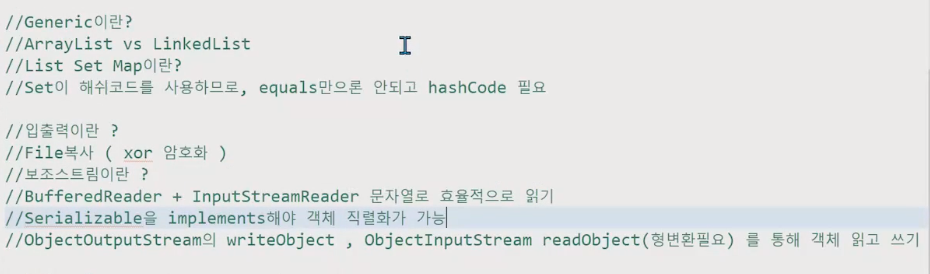 //Generic이란?
//ArrayList vs LinkedList
//List Set Map이란?
//Set이 해쉬코드를 사용하므로, equals만으론 안되고 hashCode 필요
//입출력이란 ?
//File복사 ( xor 암호화 )
//보조스트림이란 ?
//BufferedReader + InputStreamReader 문자열로 효율적으로 읽기
//Serializable을 implements해야 객체 직렬화가 가능
//ObjectOutputStream의 writeObject , ObjectInputStream readObject(형변환필요) 를 통해 객체 읽고 쓰기